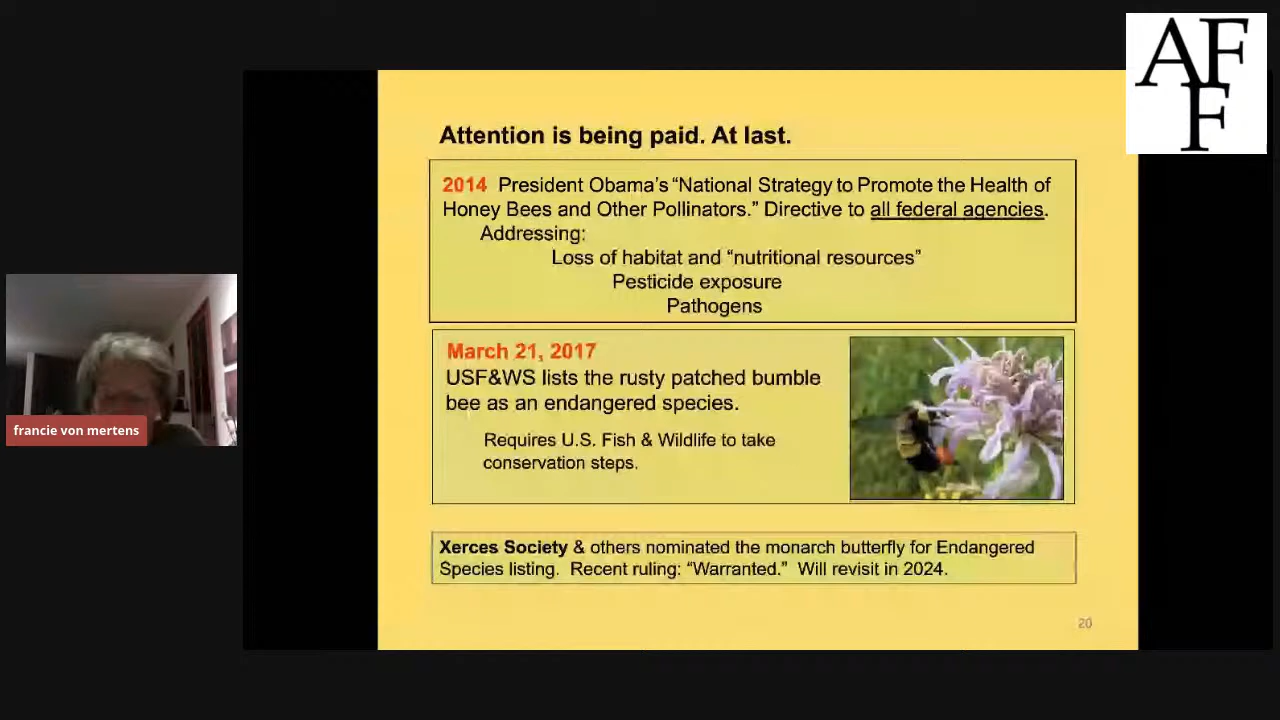 AF
F
Attention is being paid. At last.
2014 President Obama's “National Strategy to Promote the Health of
Honey Bees and Other Pollinators.” Directive to all federal agencies.
Addressing:
Loss of habitat and “nutritional resources”
Pesticide exposure
Pathogens
March 21, 2017
USF&WS lists the rusty patched bumble
bee as an endangered species.
Requires U.S. Fish & Wildlife to take
conservation steps.
francie von mertens
Xerces Society & others nominated the monarch butterfly for Endangered
Species listing. Recent ruling: “Warranted.” Will revisit in 2024.
20